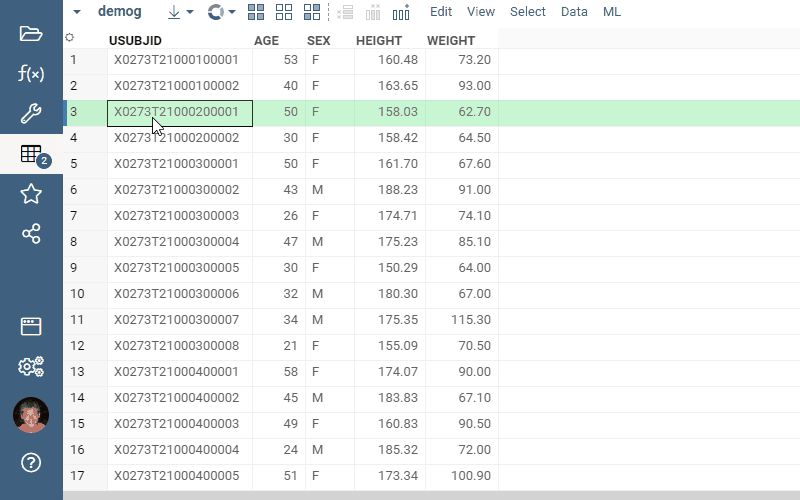 demog Edit View Select Data ML
f(x)
2
USUBJID AGE SEX HEIGHT WEIGHT
1 X0273T21000100001 53 F 160.48 73.20
2 X0273T21000100002 40 F 163.65 93.00
3 X0273T21000200001 50 F 158.03 62.70
4 X0273T21000200002 30 F 158.42 64.50
5 X0273T21000300001 50 F 161.70 67.60
6 X0273T21000300002 43 M 188.23 91.00
7 X0273T21000300003 26 F 174.71 74.10
8 X0273T21000300004 47 M 175.23 85.10
9 X0273T21000300005 30 F 150.29 64.00
10 X0273T21000300006 32 M 180.30 67.00
11 X0273T21000300007 34 M 175.35 115.30
12 X0273T21000300008 21 F 155.09 70.50
13 X0273T21000400001 58 F 174.07 90.00
14 X0273T21000400002 45 M 183.83 67.10
15 X0273T21000400003 49 F 160.83 90.50
16 X0273T21000400004 24 M 185.32 72.00
17 X0273T21000400005 51 F 173.34 100.90